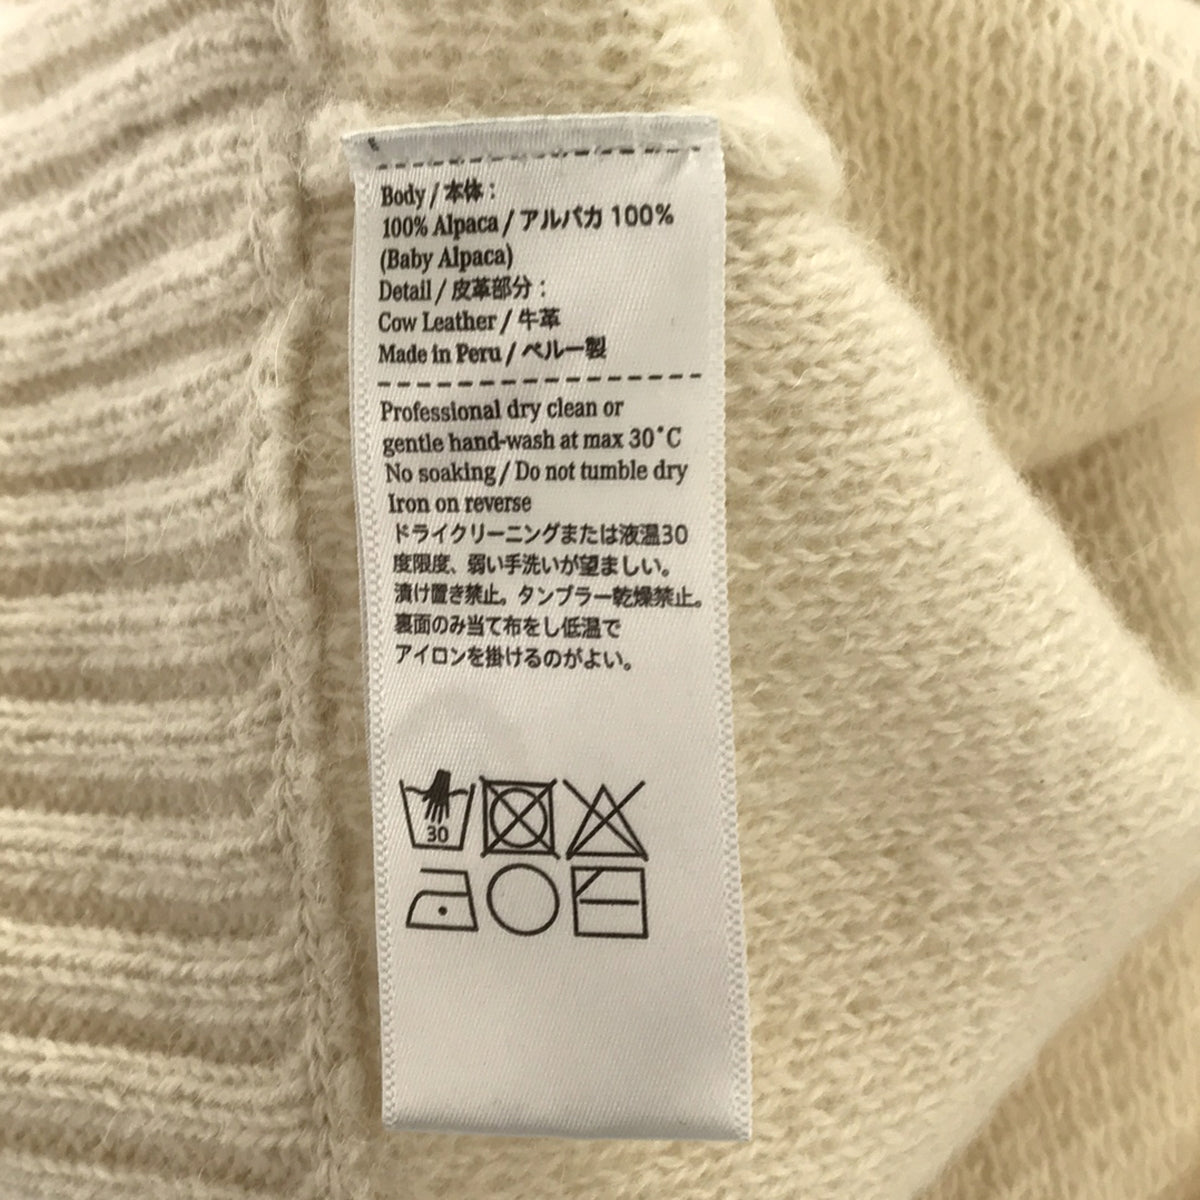 Body / 本体 :
100% Alpaca / アルパカ 100%
(Baby Alpaca)
Detail / 皮革部分 :
Cow Leather / 牛革
Made in Peru / ペルー製
Professional dry clean or
gentle hand-wash at max 30˚C
No soaking / Do not tumble dry
Iron on reverse
ドライクリーニングまたは液温30
度限度、弱い手洗いが望ましい。
漬け置き禁止。タンブラー乾燥禁止。
裏面のみ当て布をし低温で
アイロンを掛けるのがよい。
30